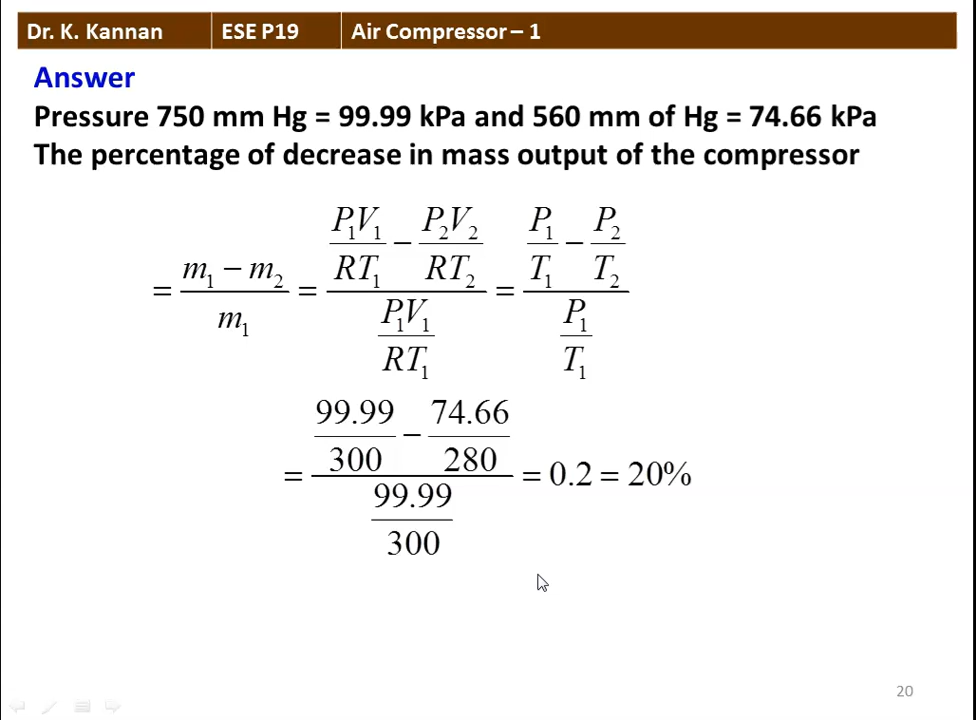 Dr. K. Kannan ESE P19 Air Compressor – 1
Answer
Pressure 750 mm Hg = 99.99 kPa and 560 mm of Hg = 74.66 kPa
The percentage of decrease in mass output of the compressor
= (m₁ − m₂) / m₁ = (P₁V₁/RT₁ − P₂V₂/RT₂) / (P₁V₁/RT₁) = (P₁/T₁ − P₂/T₂) / (P₁/T₁)
= (99.99/300 − 74.66/280) / (99.99/300) = 0.2 = 20%
20